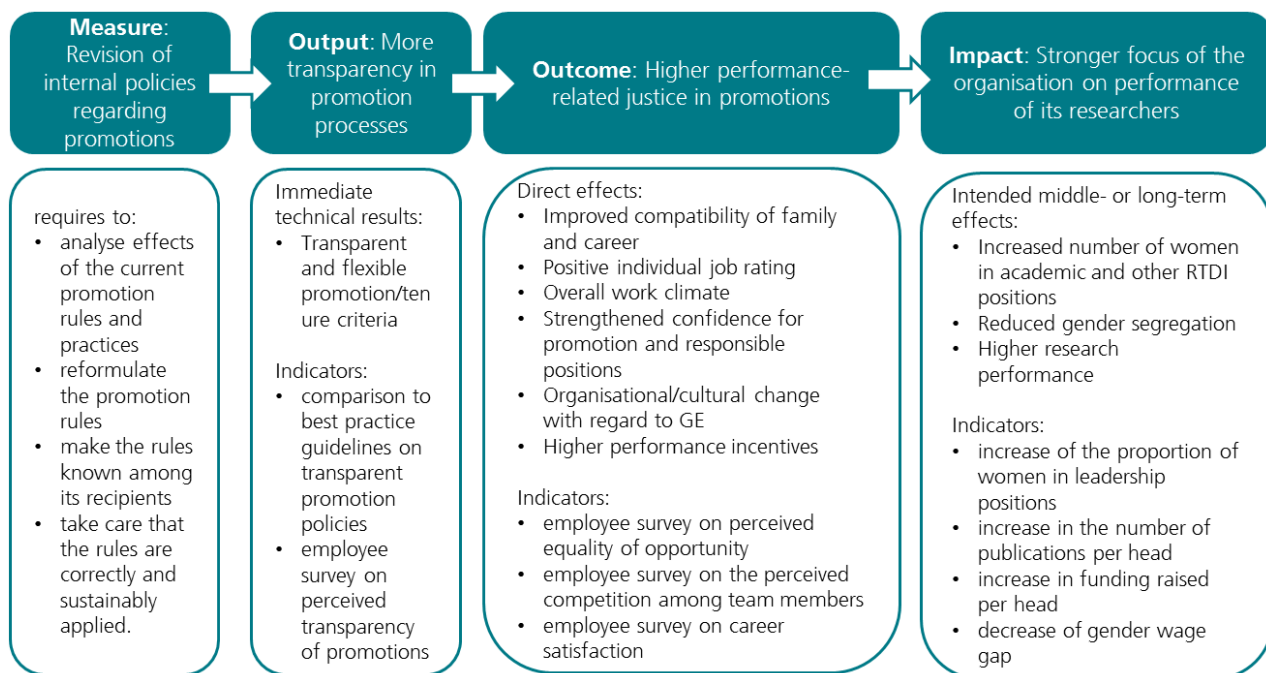 Measure:
Revision of
internal policies
regarding
promotions
Output: More
transparency in
promotion
processes
Outcome: Higher performance-
related justice in promotions
Impact: Stronger focus of the
organisation on performance
of its researchers
requires to:
• analyse effects
of the current
promotion
rules and
practices
• reformulate
the promotion
rules
• make the rules
known among
its recipients
• take care that
the rules are
correctly and
sustainably
applied.
Immediate
technical results:
• Transparent
and flexible
promotion/ten
ure criteria
Indicators:
• comparison to
best practice
guidelines on
transparent
promotion
policies
• employee
survey on
perceived
transparency
of promotions
Direct effects:
• Improved compatibility of family
and career
• Positive individual job rating
• Overall work climate
• Strengthened confidence for
promotion and responsible
positions
• Organisational/cultural change
with regard to GE
• Higher performance incentives
Indicators:
• employee survey on perceived
equality of opportunity
• employee survey on the perceived
competition among team members
• employee survey on career
satisfaction
Intended middle- or long-term
effects:
• Increased number of women
in academic and other RTDI
positions
• Reduced gender segregation
• Higher research
performance
Indicators:
• increase of the proportion of
women in leadership
positions
• increase in the number of
publications per head
• increase in funding raised
per head
• decrease of gender wage
gap